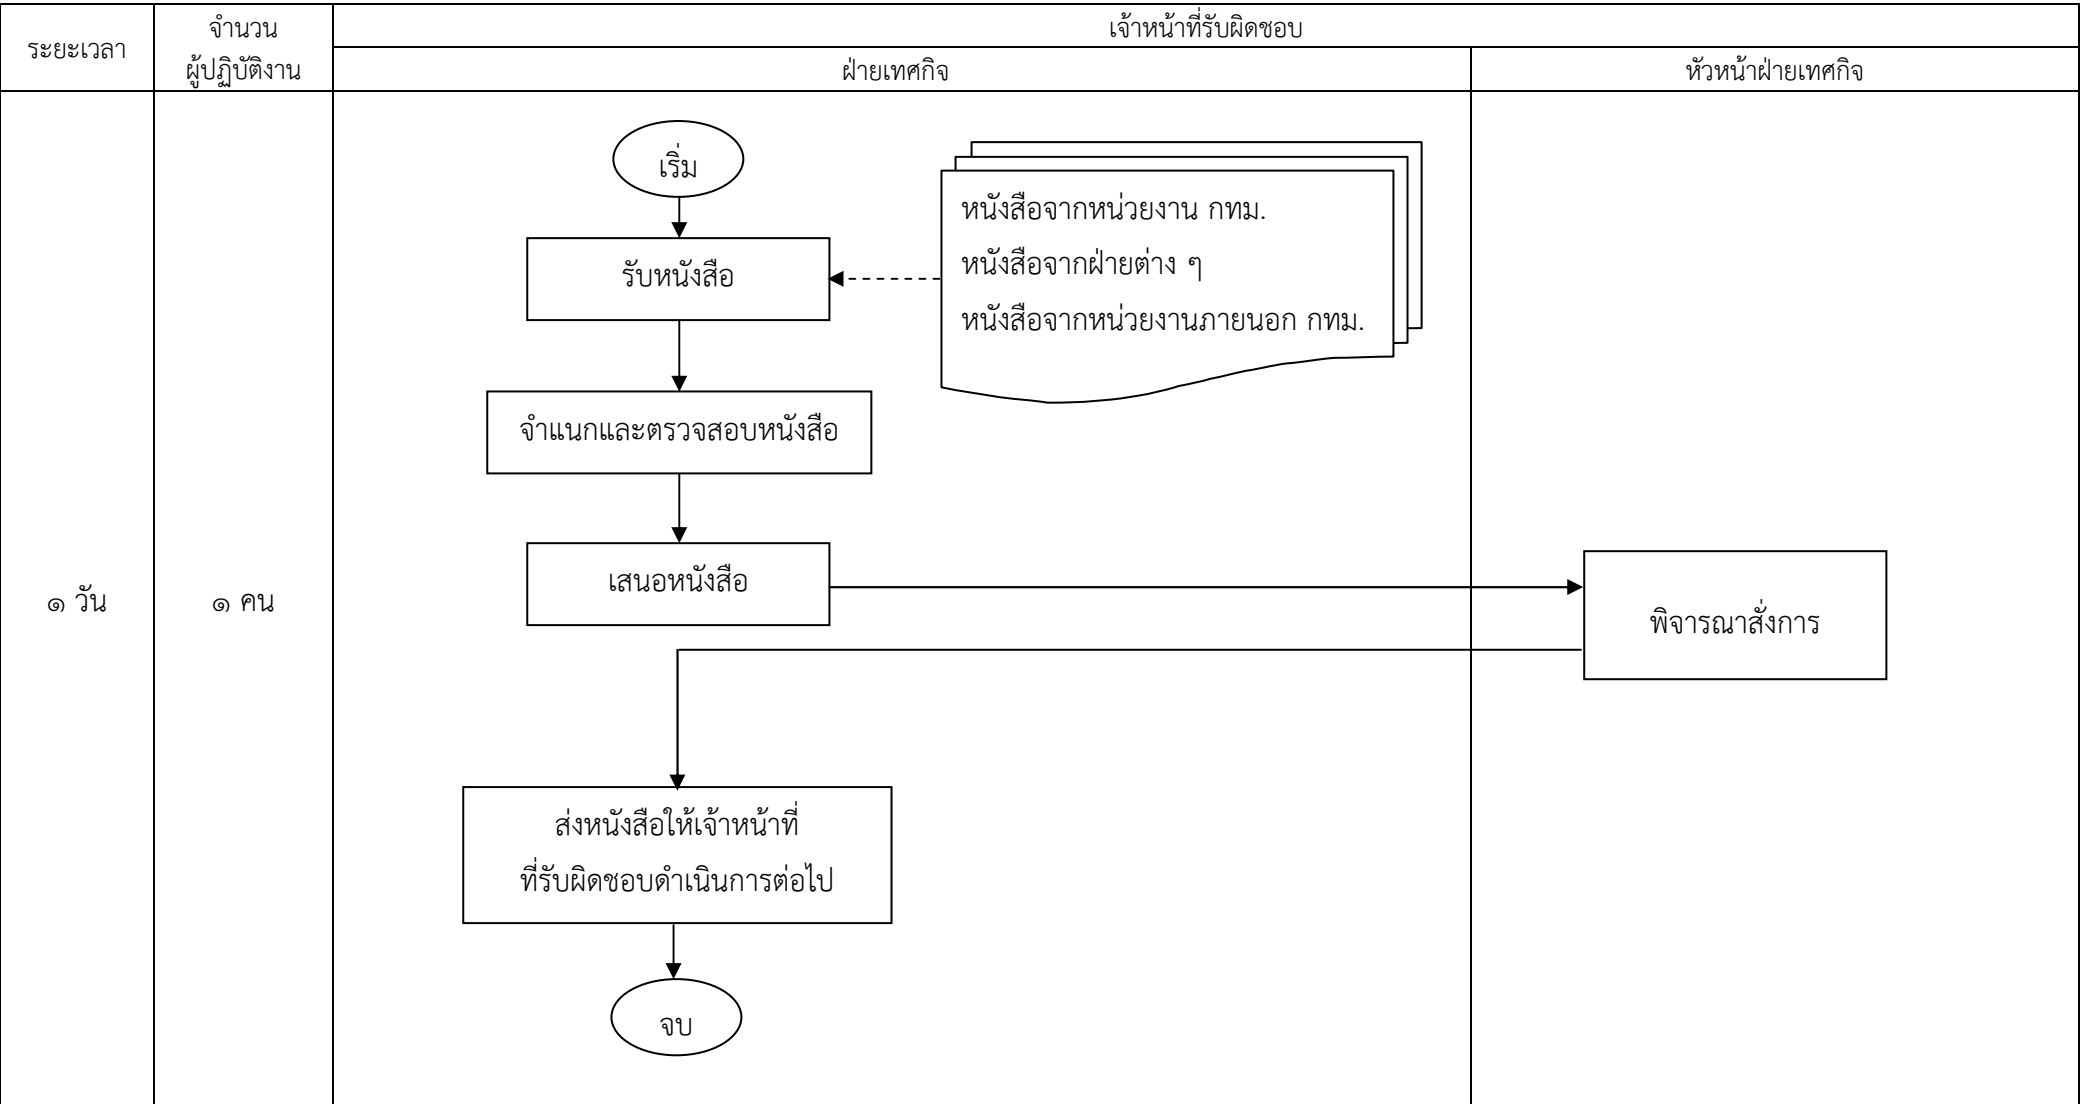 ระยะเวลา
จำนวน
ผู้ปฏิบัติงาน
เจ้าหน้าที่รับผิดชอบ
ฝ่ายเทศกิจ
หัวหน้าฝ่ายเทศกิจ
เริ่ม
หนังสือจากหน่วยงาน กทม.
หนังสือจากฝ่ายต่าง ๆ
หนังสือจากหน่วยงานภายนอก กทม.
รับหนังสือ
จำแนกและตรวจสอบหนังสือ
เสนอหนังสือ
๑ วัน
๑ คน
พิจารณาสั่งการ
ส่งหนังสือให้เจ้าหน้าที่
ที่รับผิดชอบดำเนินการต่อไป
จบ